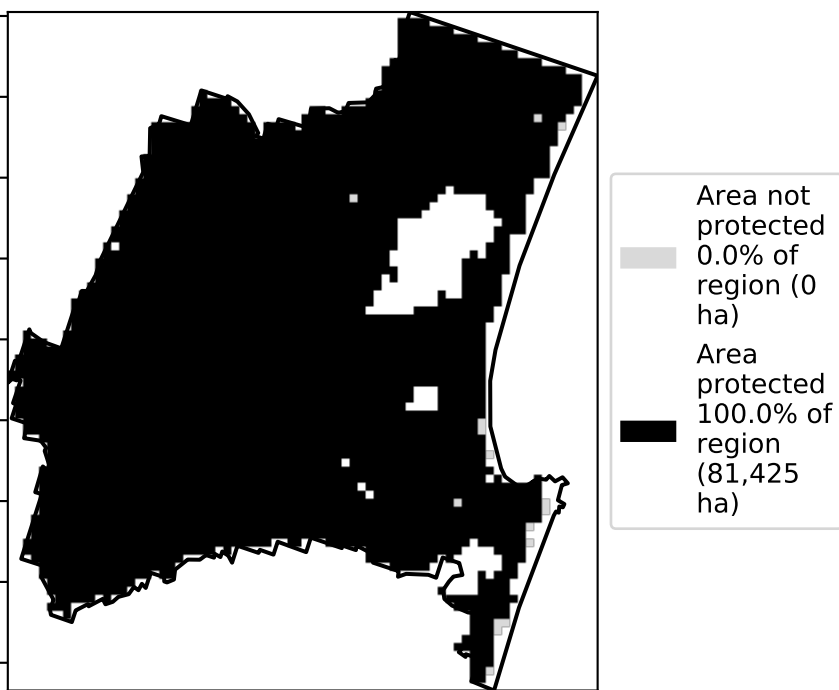 Area not
protected
0.0% of
region (0
ha)
Area
protected
100.0% of
region
(81,425
ha)